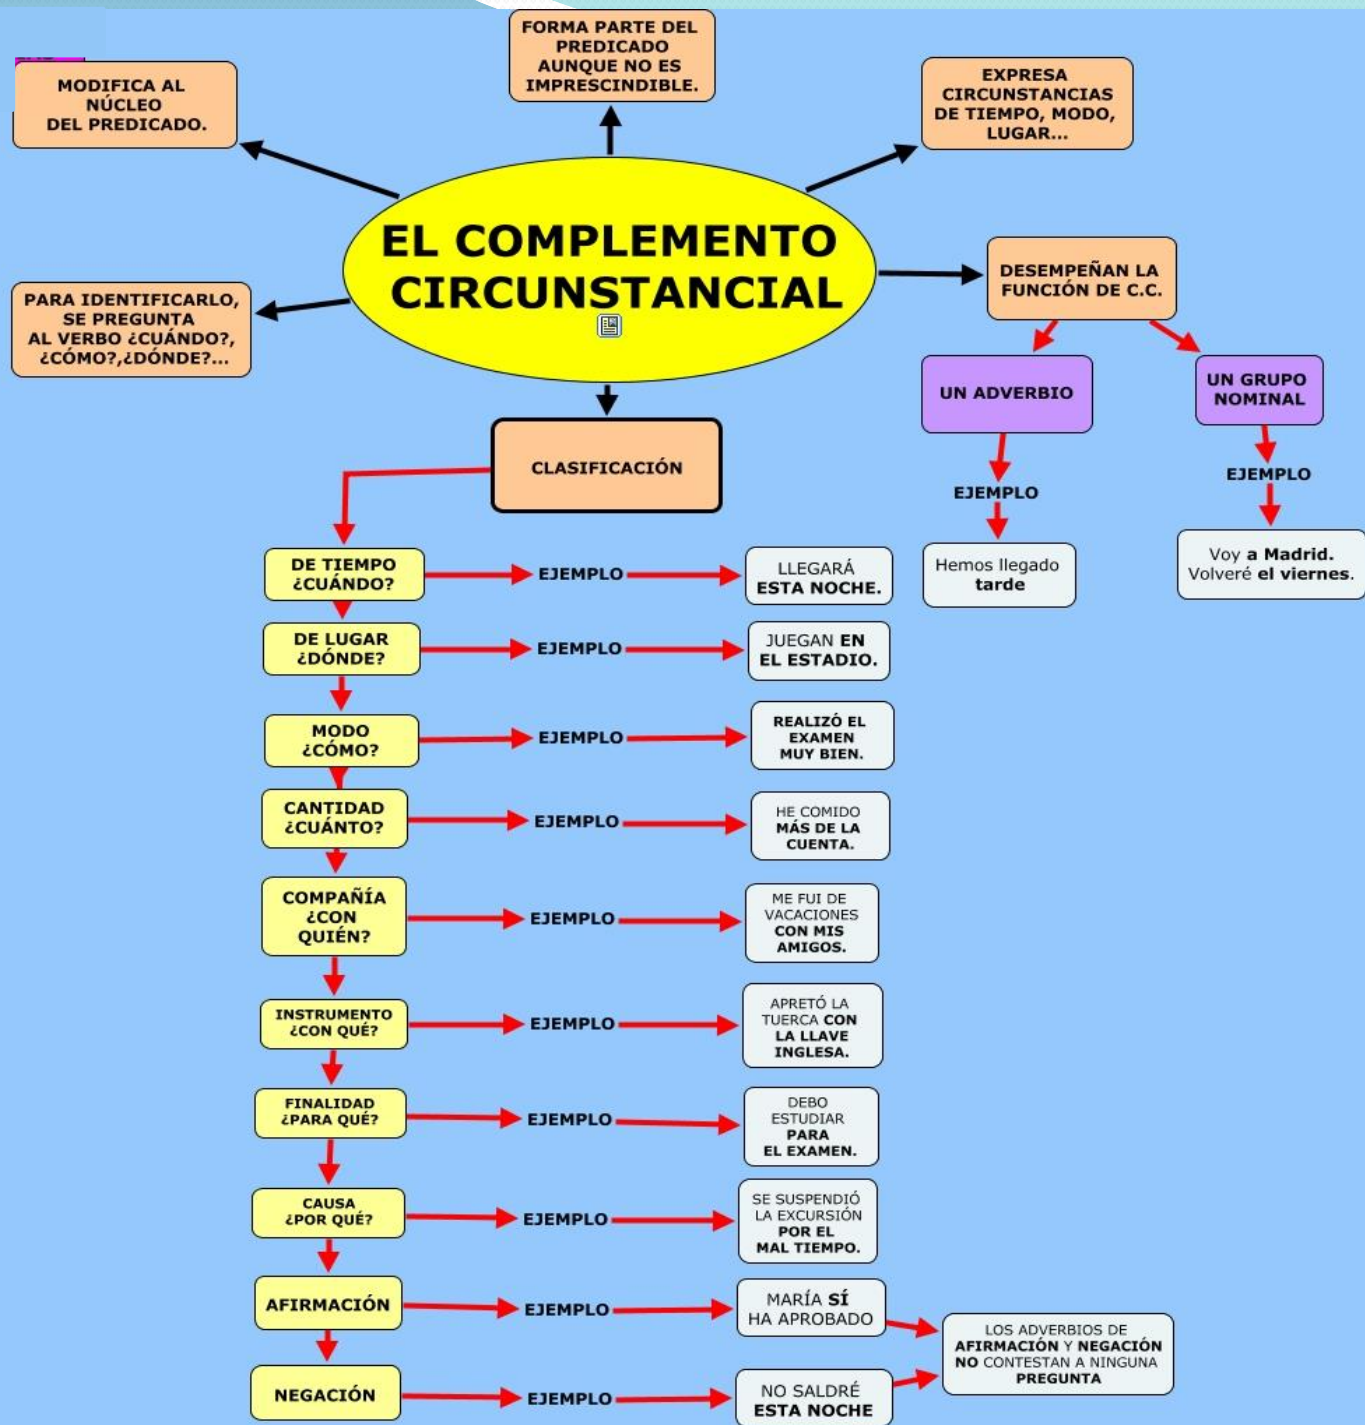 FORMA PARTE DEL
PREDICADO
AUNQUE NO ES
IMPRESCINDIBLE.
MODIFICA AL
NÚCLEO
DEL PREDICADO.
EXPRESA
CIRCUNSTANCIAS
DE TIEMPO, MODO,
LUGAR...
EL COMPLEMENTO
CIRCUNSTANCIAL
PARA IDENTIFICARLO,
SE PREGUNTA
AL VERBO ¿CUÁNDO?,
¿CÓMO?,¿DÓNDE?...
DESEMPEÑAN LA
FUNCIÓN DE C.C.
UN ADVERBIO
UN GRUPO
NOMINAL
EJEMPLO
EJEMPLO
Hemos llegado
tarde
Voy a Madrid.
Volveré el viernes.
CLASIFICACIÓN
DE TIEMPO
¿CUÁNDO?
EJEMPLO
LLEGARÁ
ESTA NOCHE.
DE LUGAR
¿DÓNDE?
EJEMPLO
JUEGAN EN
EL ESTADIO.
MODO
¿CÓMO?
EJEMPLO
REALIZÓ EL
EXAMEN
MUY BIEN.
CANTIDAD
¿CUÁNTO?
EJEMPLO
HE COMIDO
MÁS DE LA
CUENTA.
COMPAÑÍA
¿CON
QUIÉN?
EJEMPLO
ME FUI DE
VACACIONES
CON MIS
AMIGOS.
INSTRUMENTO
¿CON QUÉ?
EJEMPLO
APRETÓ LA
TUERCA CON
LA LLAVE
INGLESA.
FINALIDAD
¿PARA QUÉ?
EJEMPLO
DEBO
ESTUDIAR
PARA
EL EXAMEN.
CAUSA
¿POR QUÉ?
EJEMPLO
SE SUSPENDIÓ
LA EXCURSIÓN
POR EL
MAL TIEMPO.
AFIRMACIÓN
EJEMPLO
MARÍA SÍ
HA APROBADO
NEGACIÓN
EJEMPLO
NO SALDRÉ
ESTA NOCHE
LOS ADVERBIOS DE
AFIRMACIÓN Y NEGACIÓN
NO CONTESTAN A NINGUNA
PREGUNTA